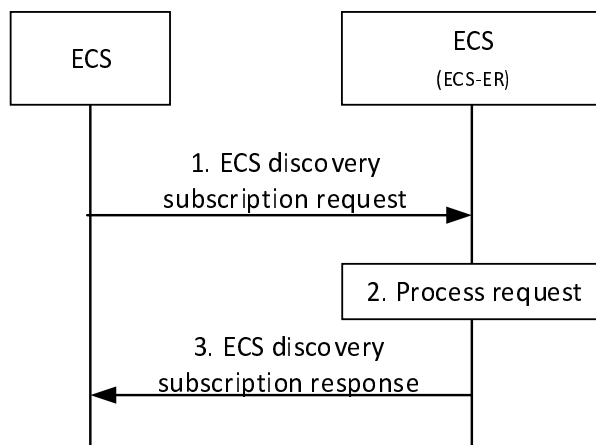 ECS
ECS
(ECS-ER)
1. ECS discovery
subscription request
2. Process request
3. ECS discovery
subscription response